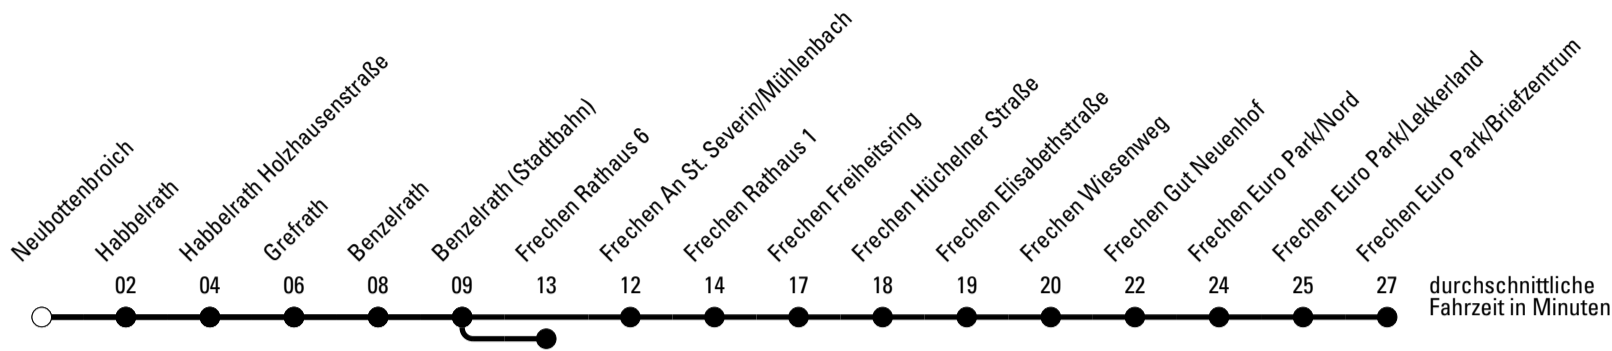 Neubottenbroich
Habbelrath
Habbelrath Holzhausenstraße
Grefrath
Benzelrath
Benzelrath (Stadtbahn)
Frechen Rathaus 6
Frechen An St. Severin/Mühlenbach
Frechen Rathaus 1
Frechen Freiheitsring
Frechen Hüchelner Straße
Frechen Elisabethstraße
Frechen Wiesenweg
Frechen Gut Neuenhof
Frechen Euro Park/Nord
Frechen Euro Park/Lekkerland
Frechen Euro Park/Briefzentrum
02 04 06 08 09 13 12 14 17 18 19 20 22 24 25 27
durchschnittliche
Fahrzeit in Minuten